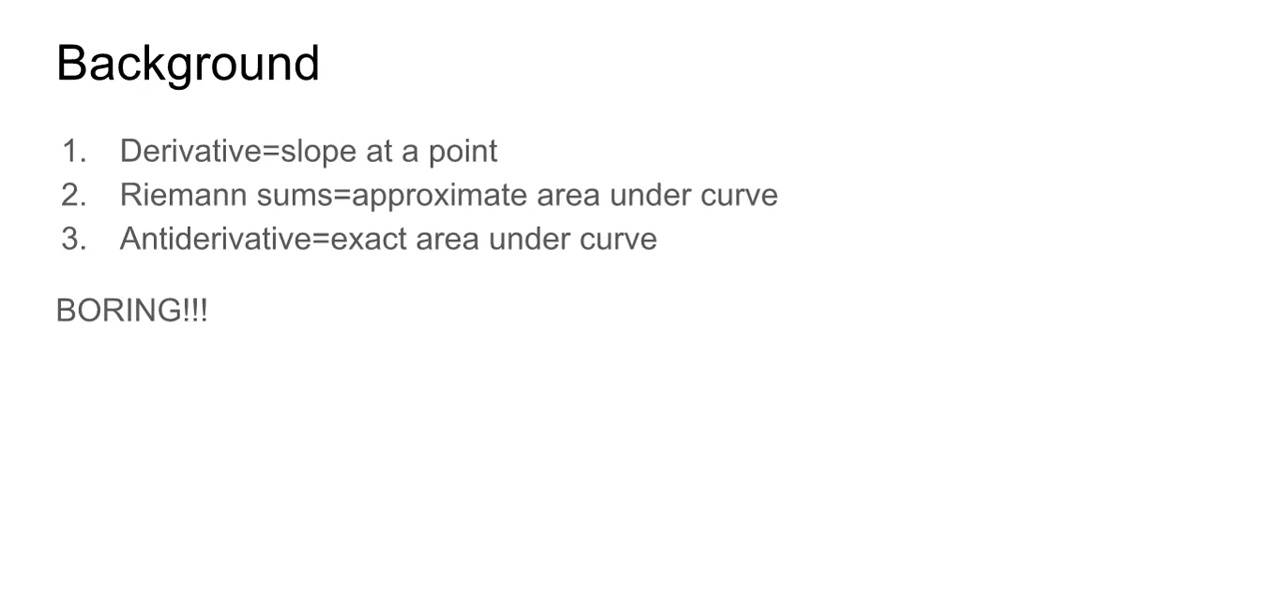 Background
1. Derivative=slope at a point
2. Riemann sums=approximate area under curve
3. Antiderivative=exact area under curve
BORING!!!